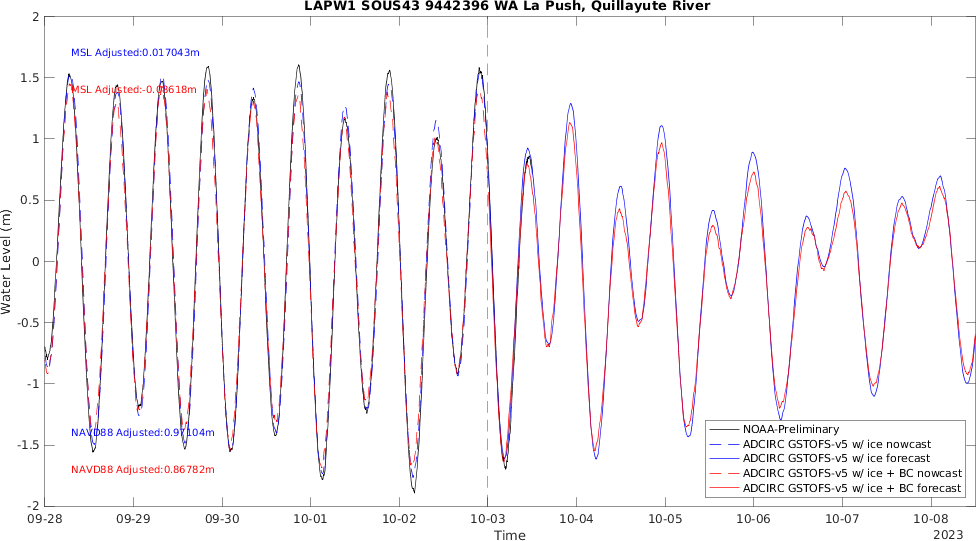 LAPW1 SOUS43 9442396 WA La Push, Quillayute River
2
1.5
1
0.5
0
-0.5
-1
-1.5
-2
Water Level (m)
MSL Adjusted:0.017043m
MSL Adjusted:-0.08618m
NAVD88 Adjusted:0.97104m
NAVD88 Adjusted:0.86782m
NOAA-Preliminary
ADCIRC GSTOFS-v5 w/ ice nowcast
ADCIRC GSTOFS-v5 w/ ice forecast
ADCIRC GSTOFS-v5 w/ ice + BC nowcast
ADCIRC GSTOFS-v5 w/ ice + BC forecast
09-28 09-29 09-30 10-01 10-02 10-03 10-04 10-05 10-06 10-07 10-08
Time
2023